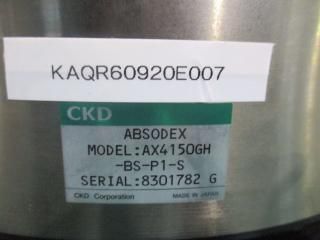 KAQR60920E007
CKD
ABSODEX
MODEL:AX4150GH
-BS-P1-S
SERIAL:8301782 G
CKD Corporation MADE IN JAPAN